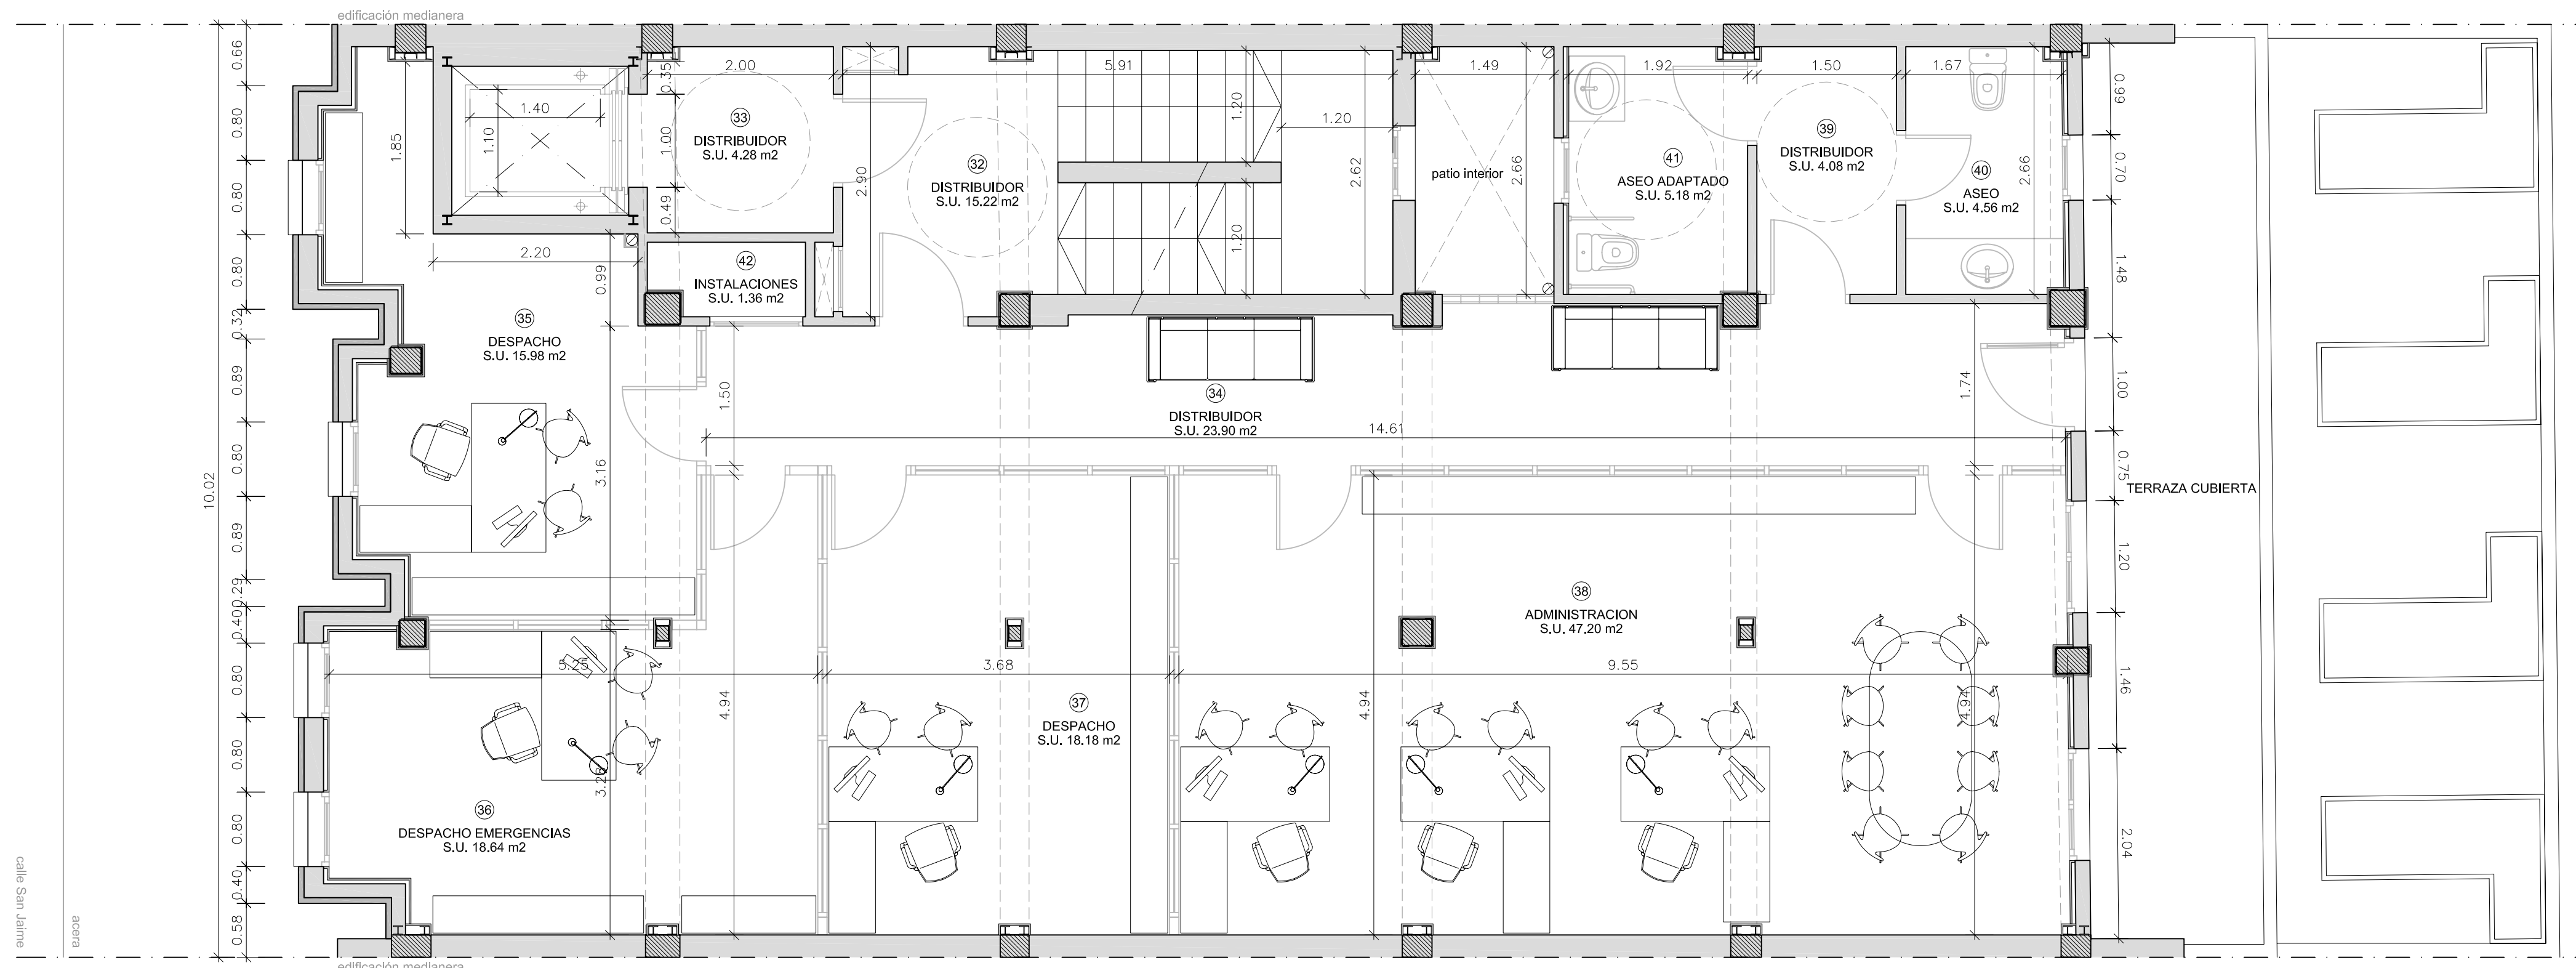 edificación medianera
0.66
0.80
0.80
0.80
0.32
0.89
0.80
0.89
0.29
0.40
0.80
0.80
0.80
0.40
0.58
10.02
calle San Jaime
acera
1.85
1.40
1.10
2.20
0.99
0.35
1.00
0.49
2.00
33
DISTRIBUIDOR
S.U. 4.28 m2
42
INSTALACIONES
S.U. 1.36 m2
2.90
32
DISTRIBUIDOR
S.U. 15.22 m2
5.91
1.20
1.20
1.20
2.62
1.49
patio interior
2.66
1.92
41
ASEO ADAPTADO
S.U. 5.18 m2
1.50
39
DISTRIBUIDOR
S.U. 4.08 m2
1.67
40
ASEO
S.U. 4.56 m2
2.66
0.99
0.70
1.48
1.00
0.75
1.20
1.46
2.04
TERRAZA CUBIERTA
35
DESPACHO
S.U. 15.98 m2
3.16
1.50
34
DISTRIBUIDOR
S.U. 23.90 m2
14.61
1.74
36
DESPACHO EMERGENCIAS
S.U. 18.64 m2
5.25
3.28
4.94
3.68
37
DESPACHO
S.U. 18.18 m2
4.94
38
ADMINISTRACION
S.U. 47.20 m2
9.55
4.94
edificación medianera